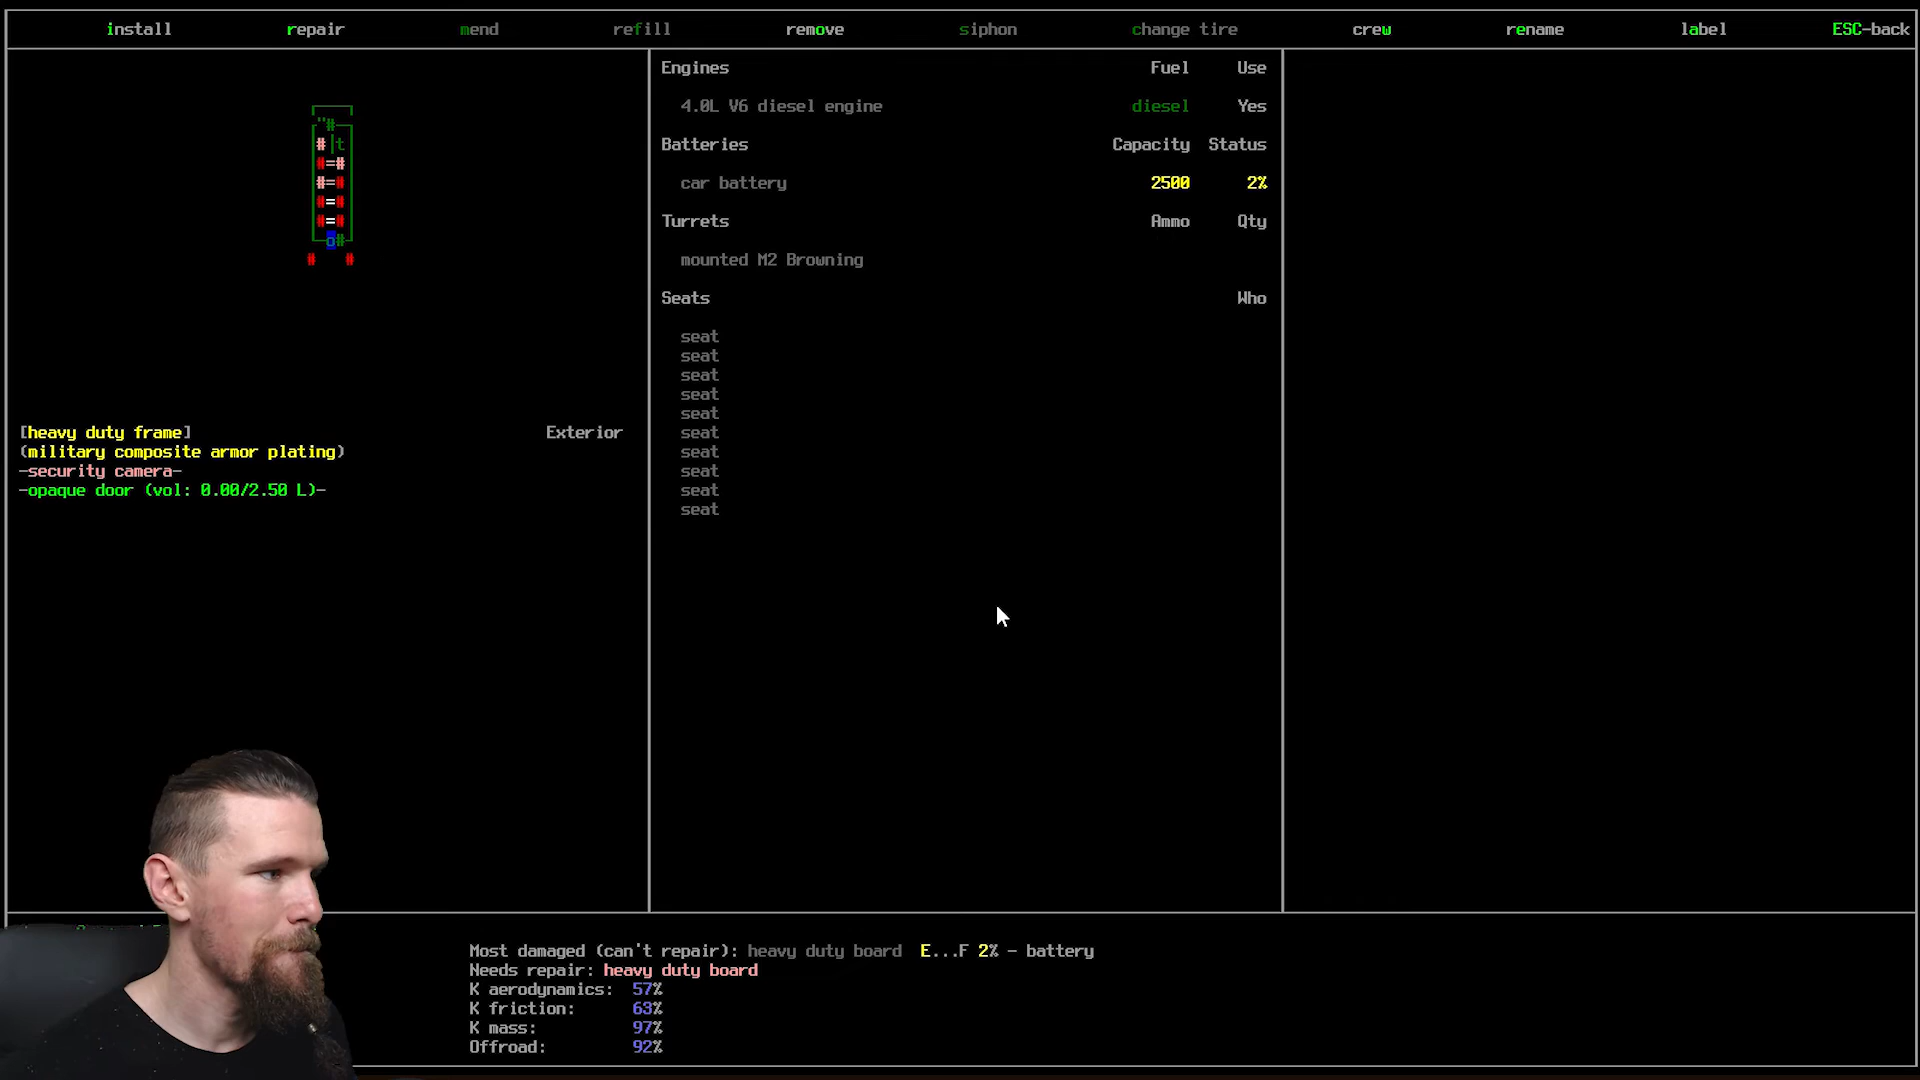 install repair mend refill remove siphon change tire crew rename label ESC-back
Engines Fuel Use
4.0L V6 diesel engine diesel Yes
Batteries Capacity Status
car battery 2500 2%
Turrets Ammo Qty
mounted M2 Browning
Seats Who
seat
seat
seat
seat
seat
seat
seat
seat
seat
seat
[heavy duty frame] Exterior
(military composite armor plating)
-security camera-
-opaque door (vol: 0.00/2.50 L)-
Most damaged (can't repair): heavy duty board E...F 2% - battery
Needs repair: heavy duty board
K aerodynamics: 57%
K friction: 63%
K mass: 97%
Offroad: 92%